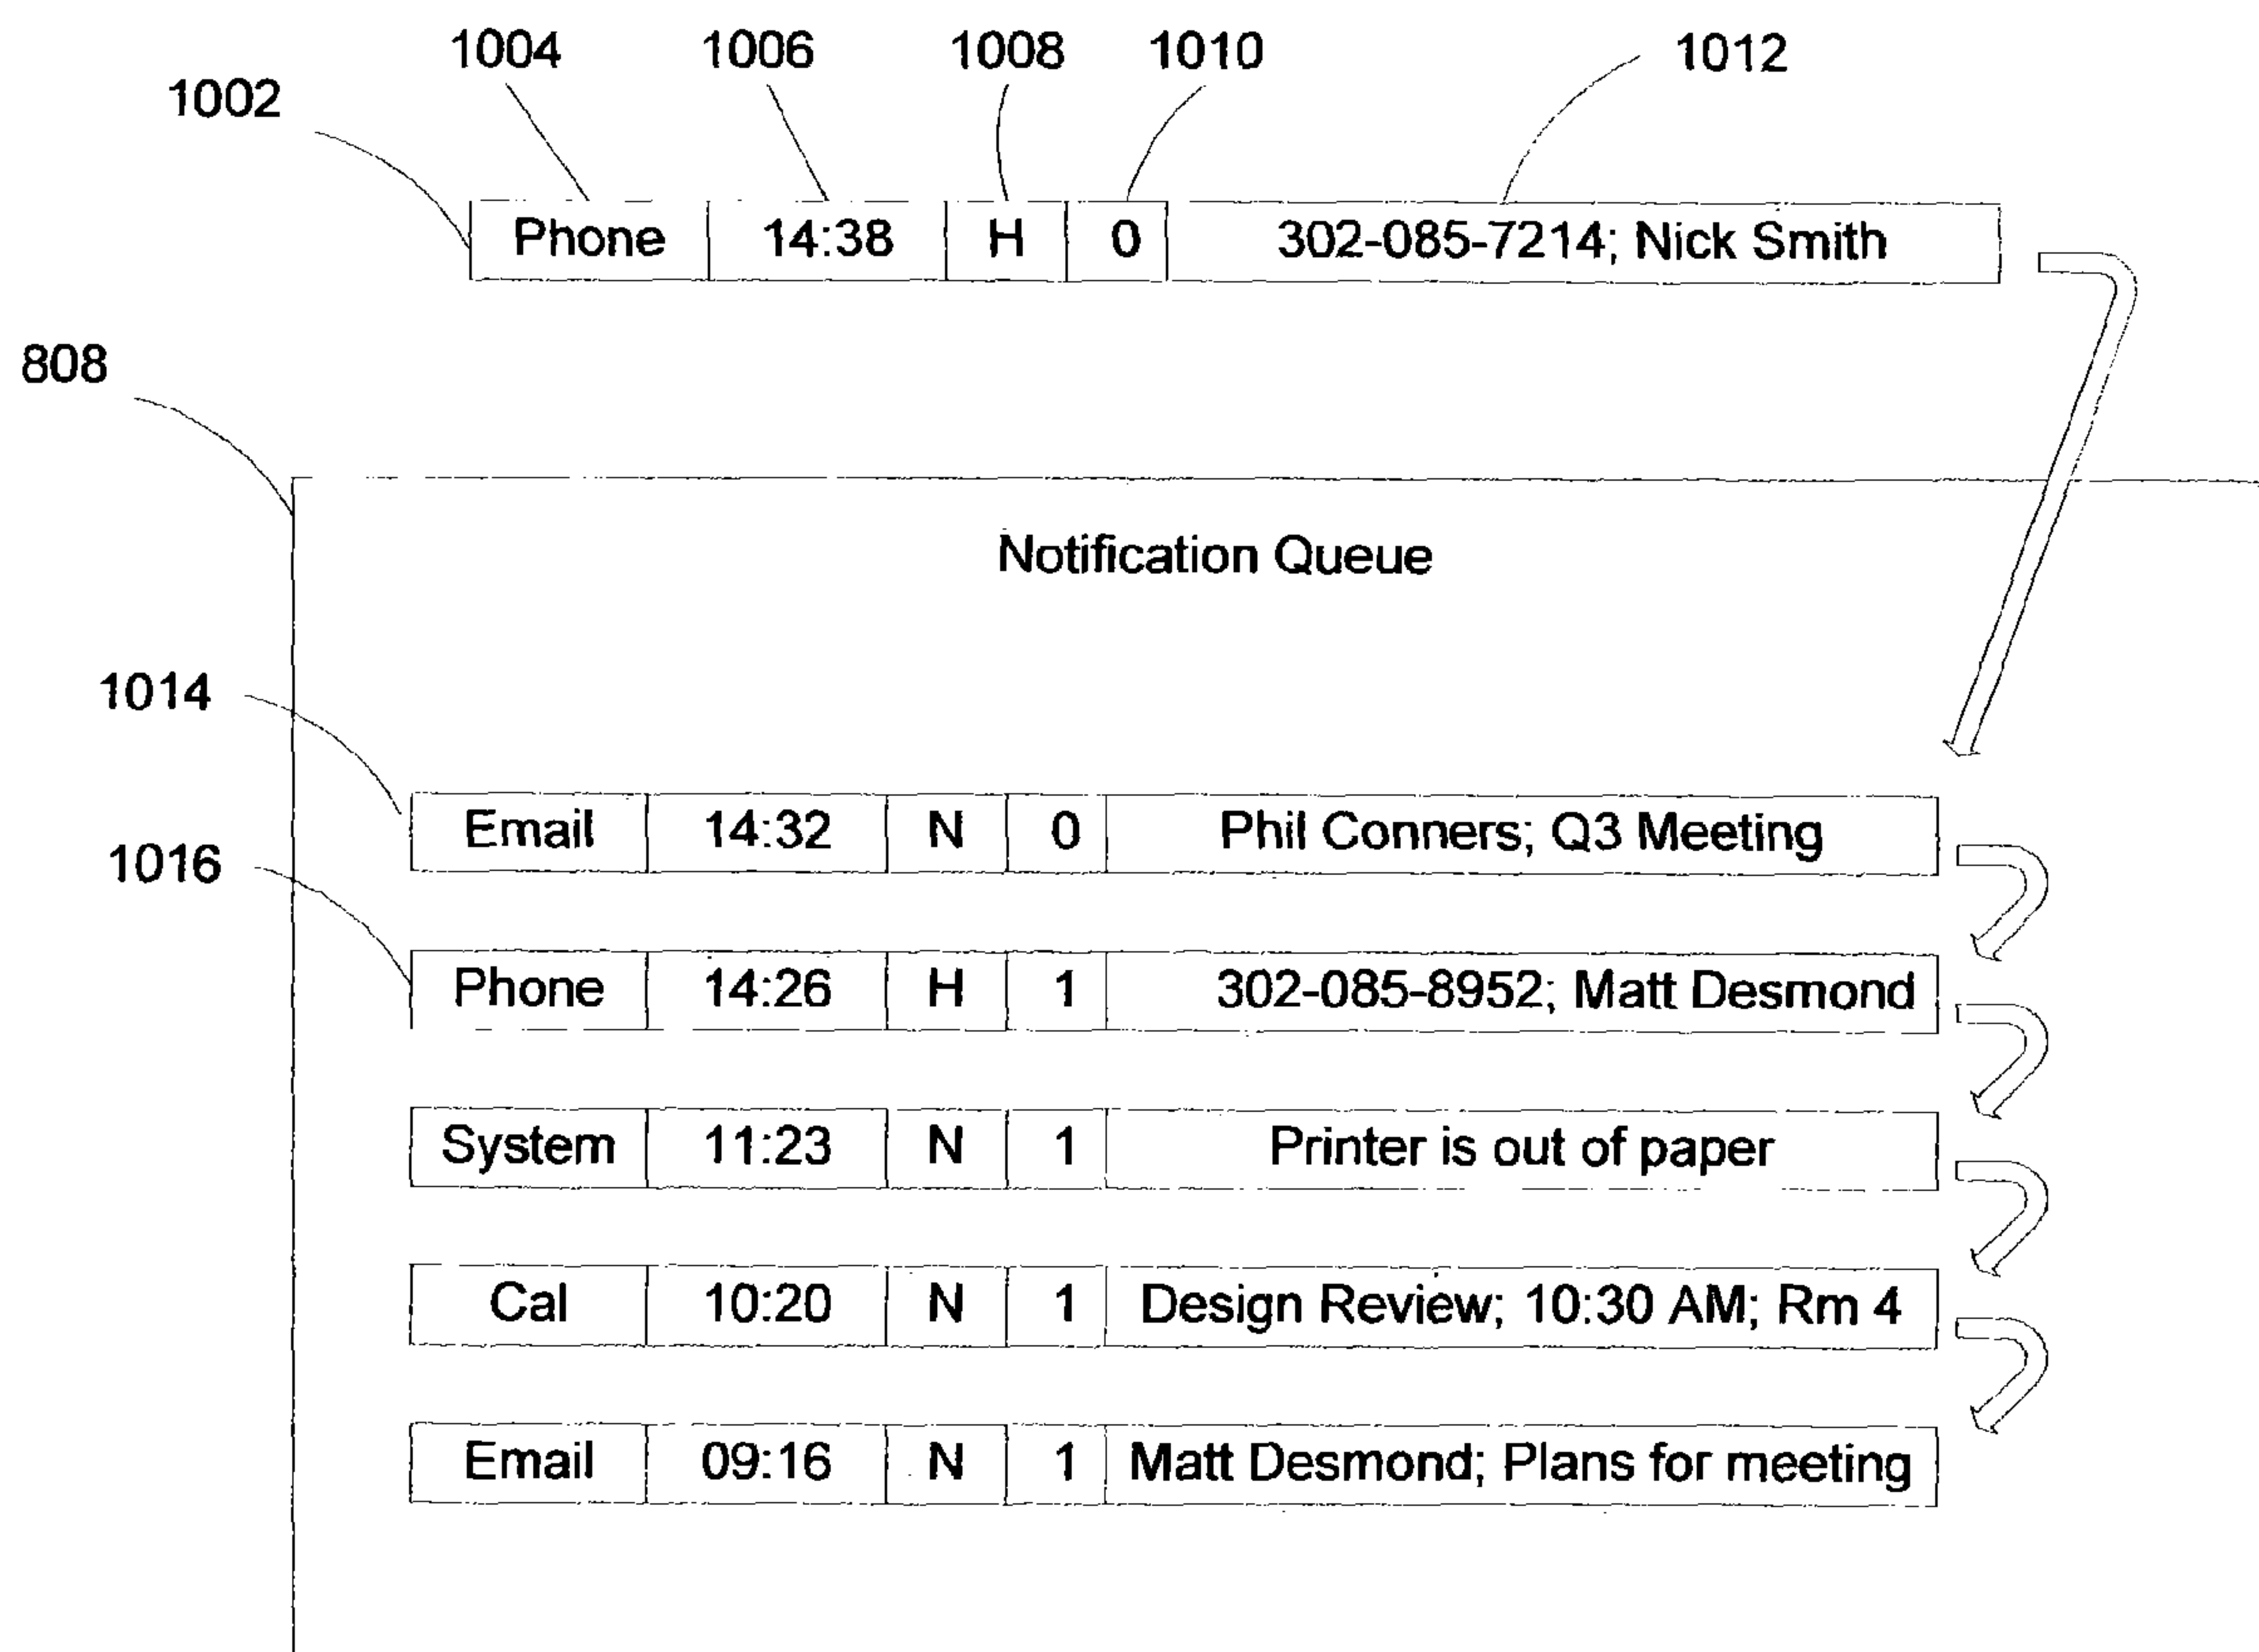 1004 1006 1008 1010 1012
1002
Phone 14:38 H 0 302-085-7214; Nick Smith
808
Notification Queue
1014
Email 14:32 N 0 Phil Conners; Q3 Meeting
1016
Phone 14:26 H 1 302-085-8952; Matt Desmond
System 11:23 N 1 Printer is out of paper
Cal 10:20 N 1 Design Review; 10:30 AM; Rm 4
Email 09:16 N 1 Matt Desmond; Plans for meeting